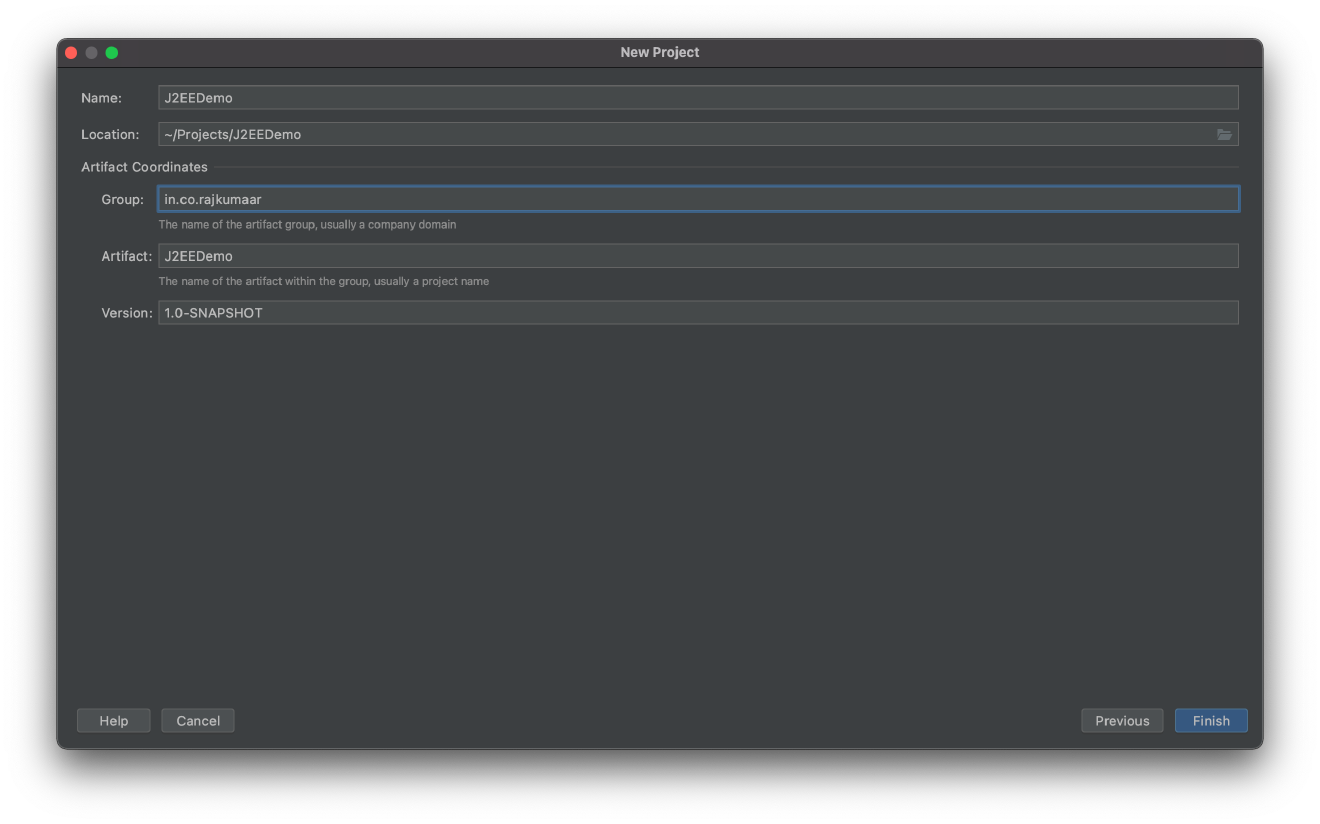 New Project
Name: J2EEDemo
Location: ~/Projects/J2EEDemo
Artifact Coordinates
Group: in.co.rajkumaar
The name of the artifact group, usually a company domain
Artifact: J2EEDemo
The name of the artifact within the group, usually a project name
Version: 1.0-SNAPSHOT
Help Cancel Previous Finish